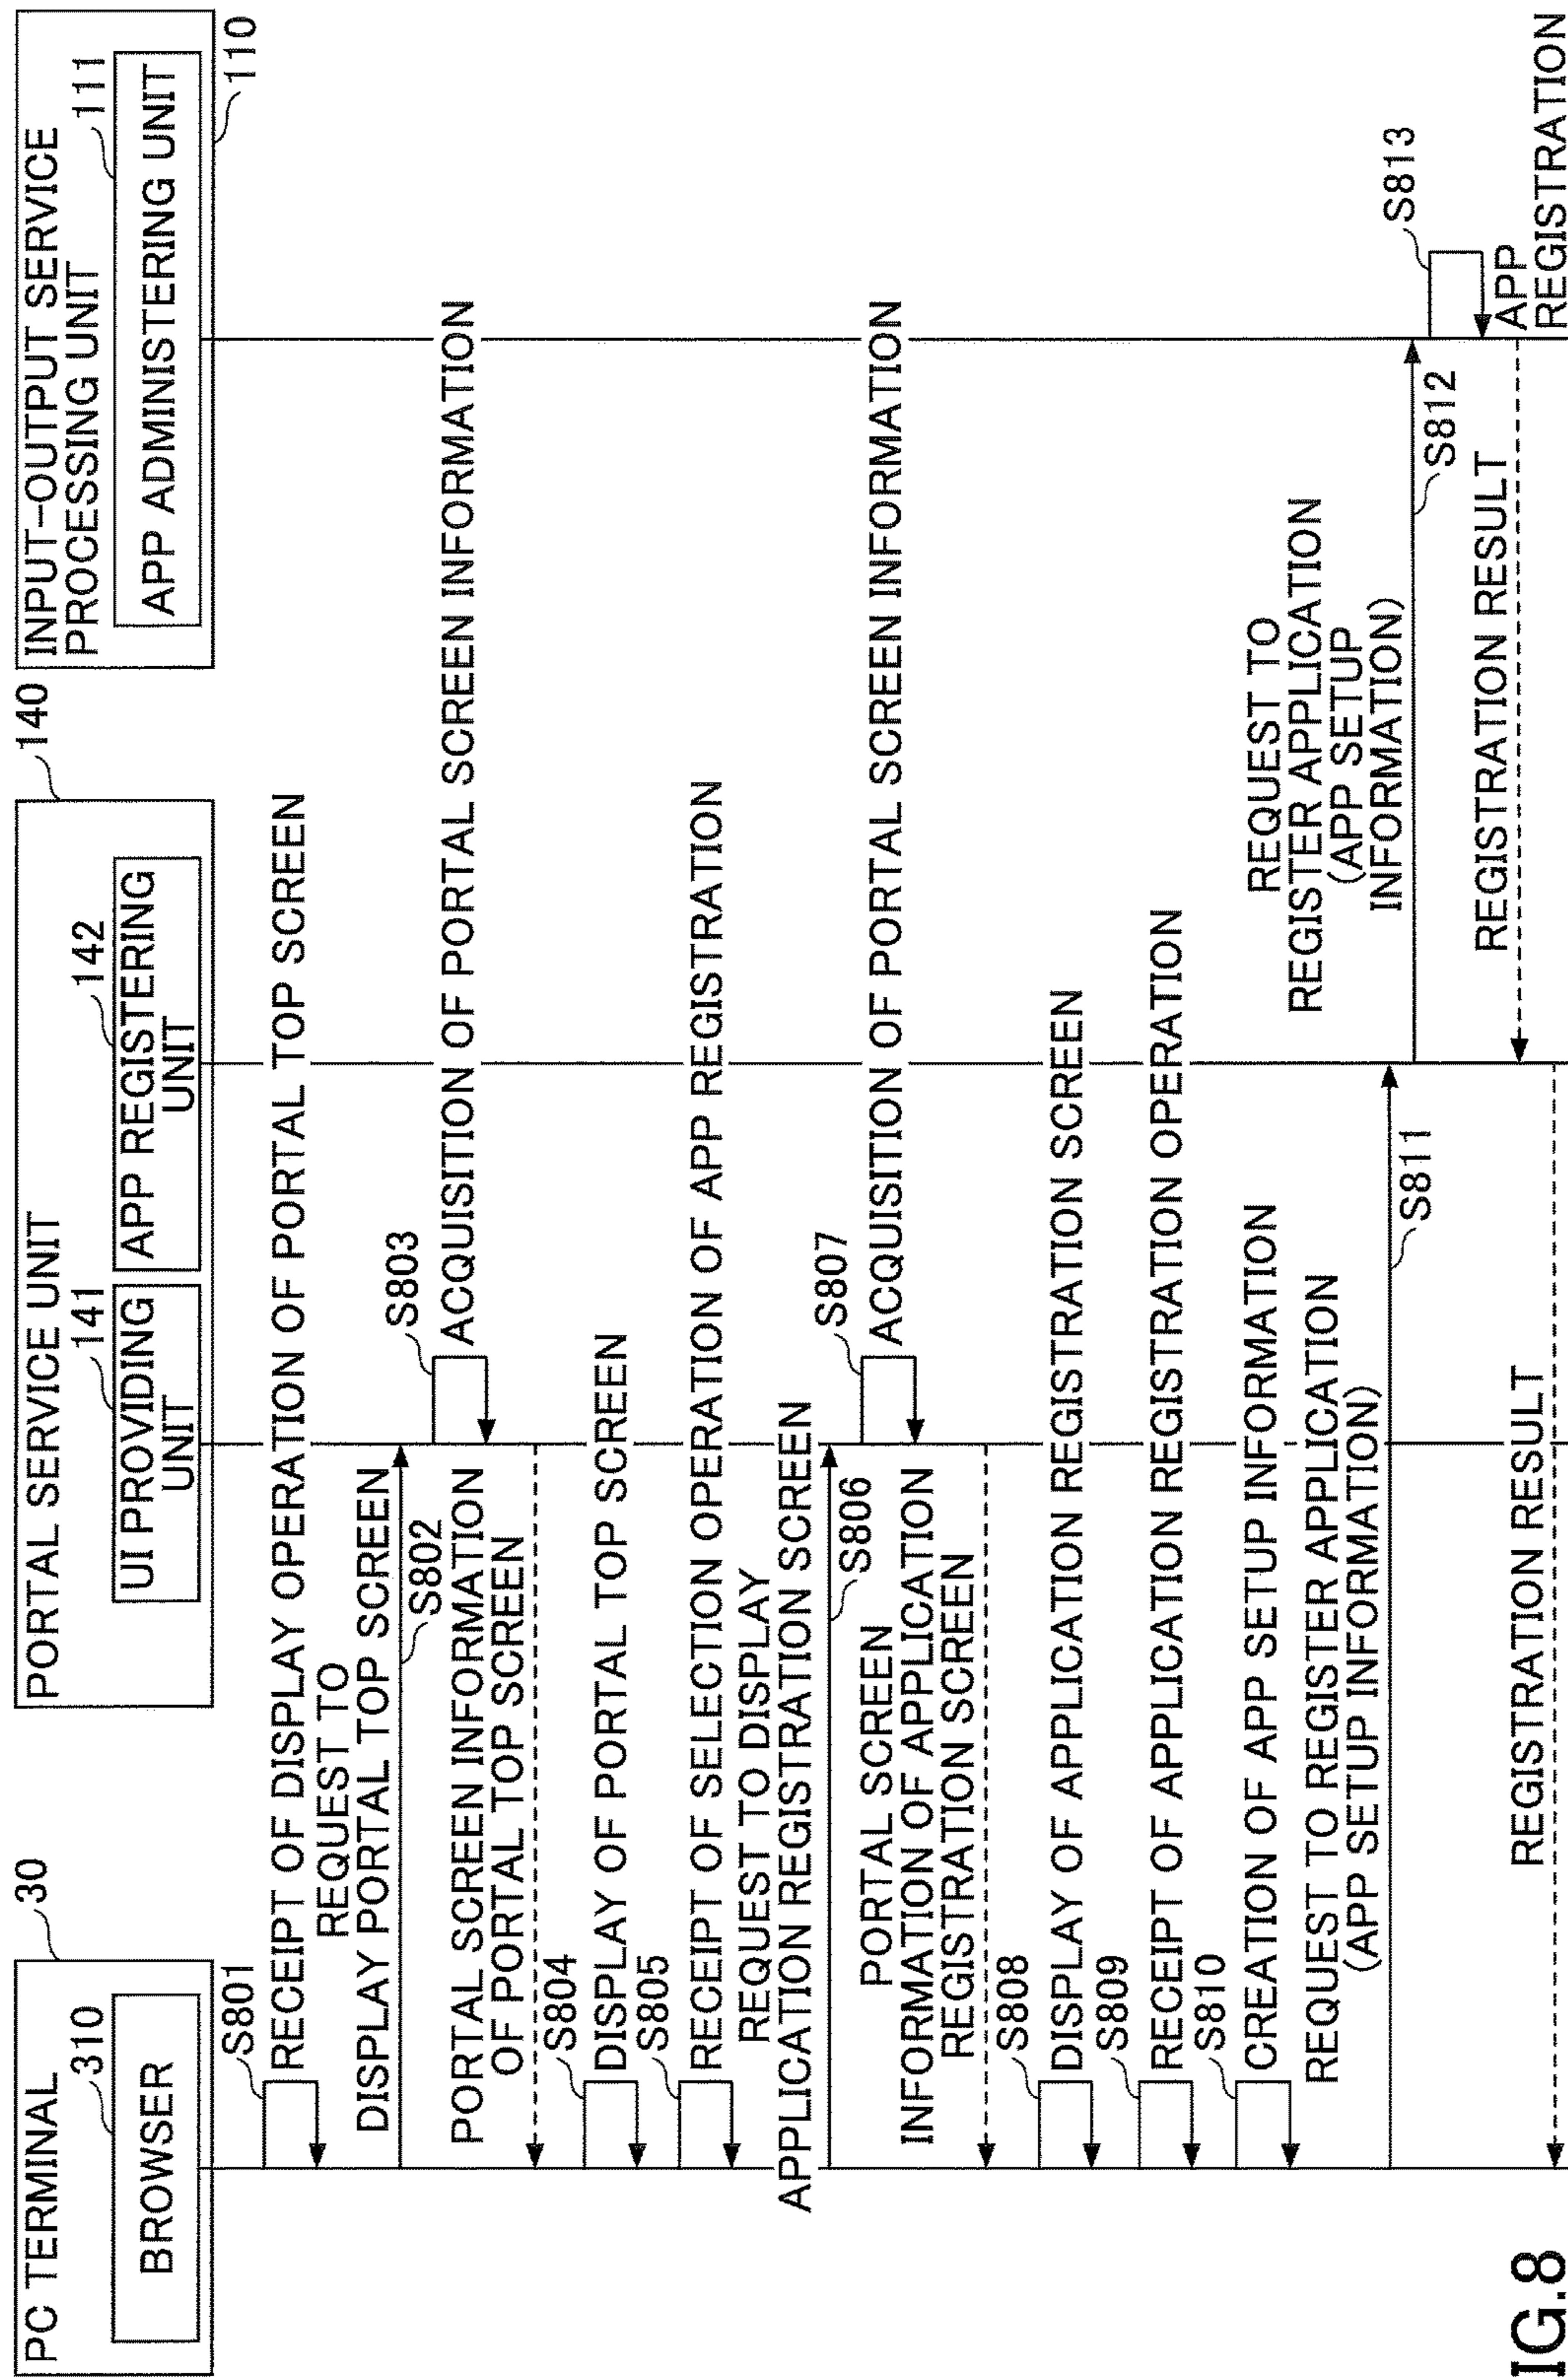 PC TERMINAL
30
BROWSER
310
PORTAL SERVICE UNIT
140
UI PROVIDING
UNIT
141
APP REGISTERING
UNIT
142
INPUT-OUTPUT SERVICE
PROCESSING UNIT
111
APP ADMINISTERING UNIT
110
S801
RECEIPT OF DISPLAY OPERATION OF PORTAL TOP SCREEN
REQUEST TO
DISPLAY PORTAL TOP SCREEN
S802
S803
ACQUISITION OF PORTAL SCREEN INFORMATION
PORTAL SCREEN INFORMATION
OF PORTAL TOP SCREEN
S804
DISPLAY OF PORTAL TOP SCREEN
S805
RECEIPT OF SELECTION OPERATION OF APP REGISTRATION
REQUEST TO DISPLAY
APPLICATION REGISTRATION SCREEN
S806
S807
ACQUISITION OF PORTAL SCREEN INFORMATION
PORTAL SCREEN
INFORMATION OF APPLICATION
REGISTRATION SCREEN
S808
DISPLAY OF APPLICATION REGISTRATION SCREEN
S809
RECEIPT OF APPLICATION REGISTRATION OPERATION
S810
CREATION OF APP SETUP INFORMATION
REQUEST TO REGISTER APPLICATION
(APP SETUP INFORMATION)
S811
REQUEST TO
REGISTER APPLICATION
(APP SETUP
INFORMATION)
S812
S813
APP
REGISTRATION
REGISTRATION RESULT
REGISTRATION RESULT
IG.8